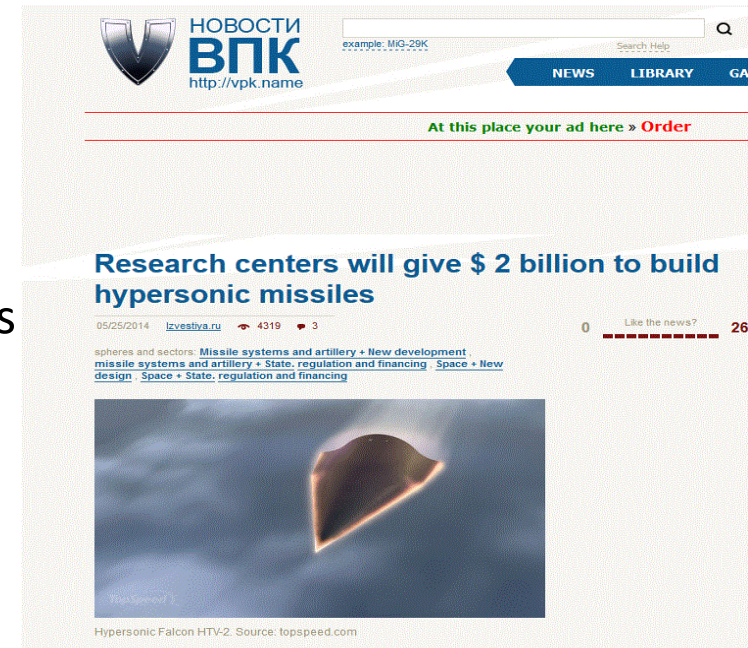 НОВОСТИ
ВПК
http://vpk.name
example: MiG-29K
Search Help
NEWS LIBRARY GA
At this place your ad here » Order
Research centers will give $ 2 billion to build
hypersonic missiles
s
05/25/2014 Izvestiya.ru 4319 3
0 Like the news? 26
spheres and sectors: Missile systems and artillery + New development ,
missile systems and artillery + State. regulation and financing , Space + New
design , Space + State. regulation and financing
TopSpeed
Hypersonic Falcon HTV-2. Source: topspeed.com